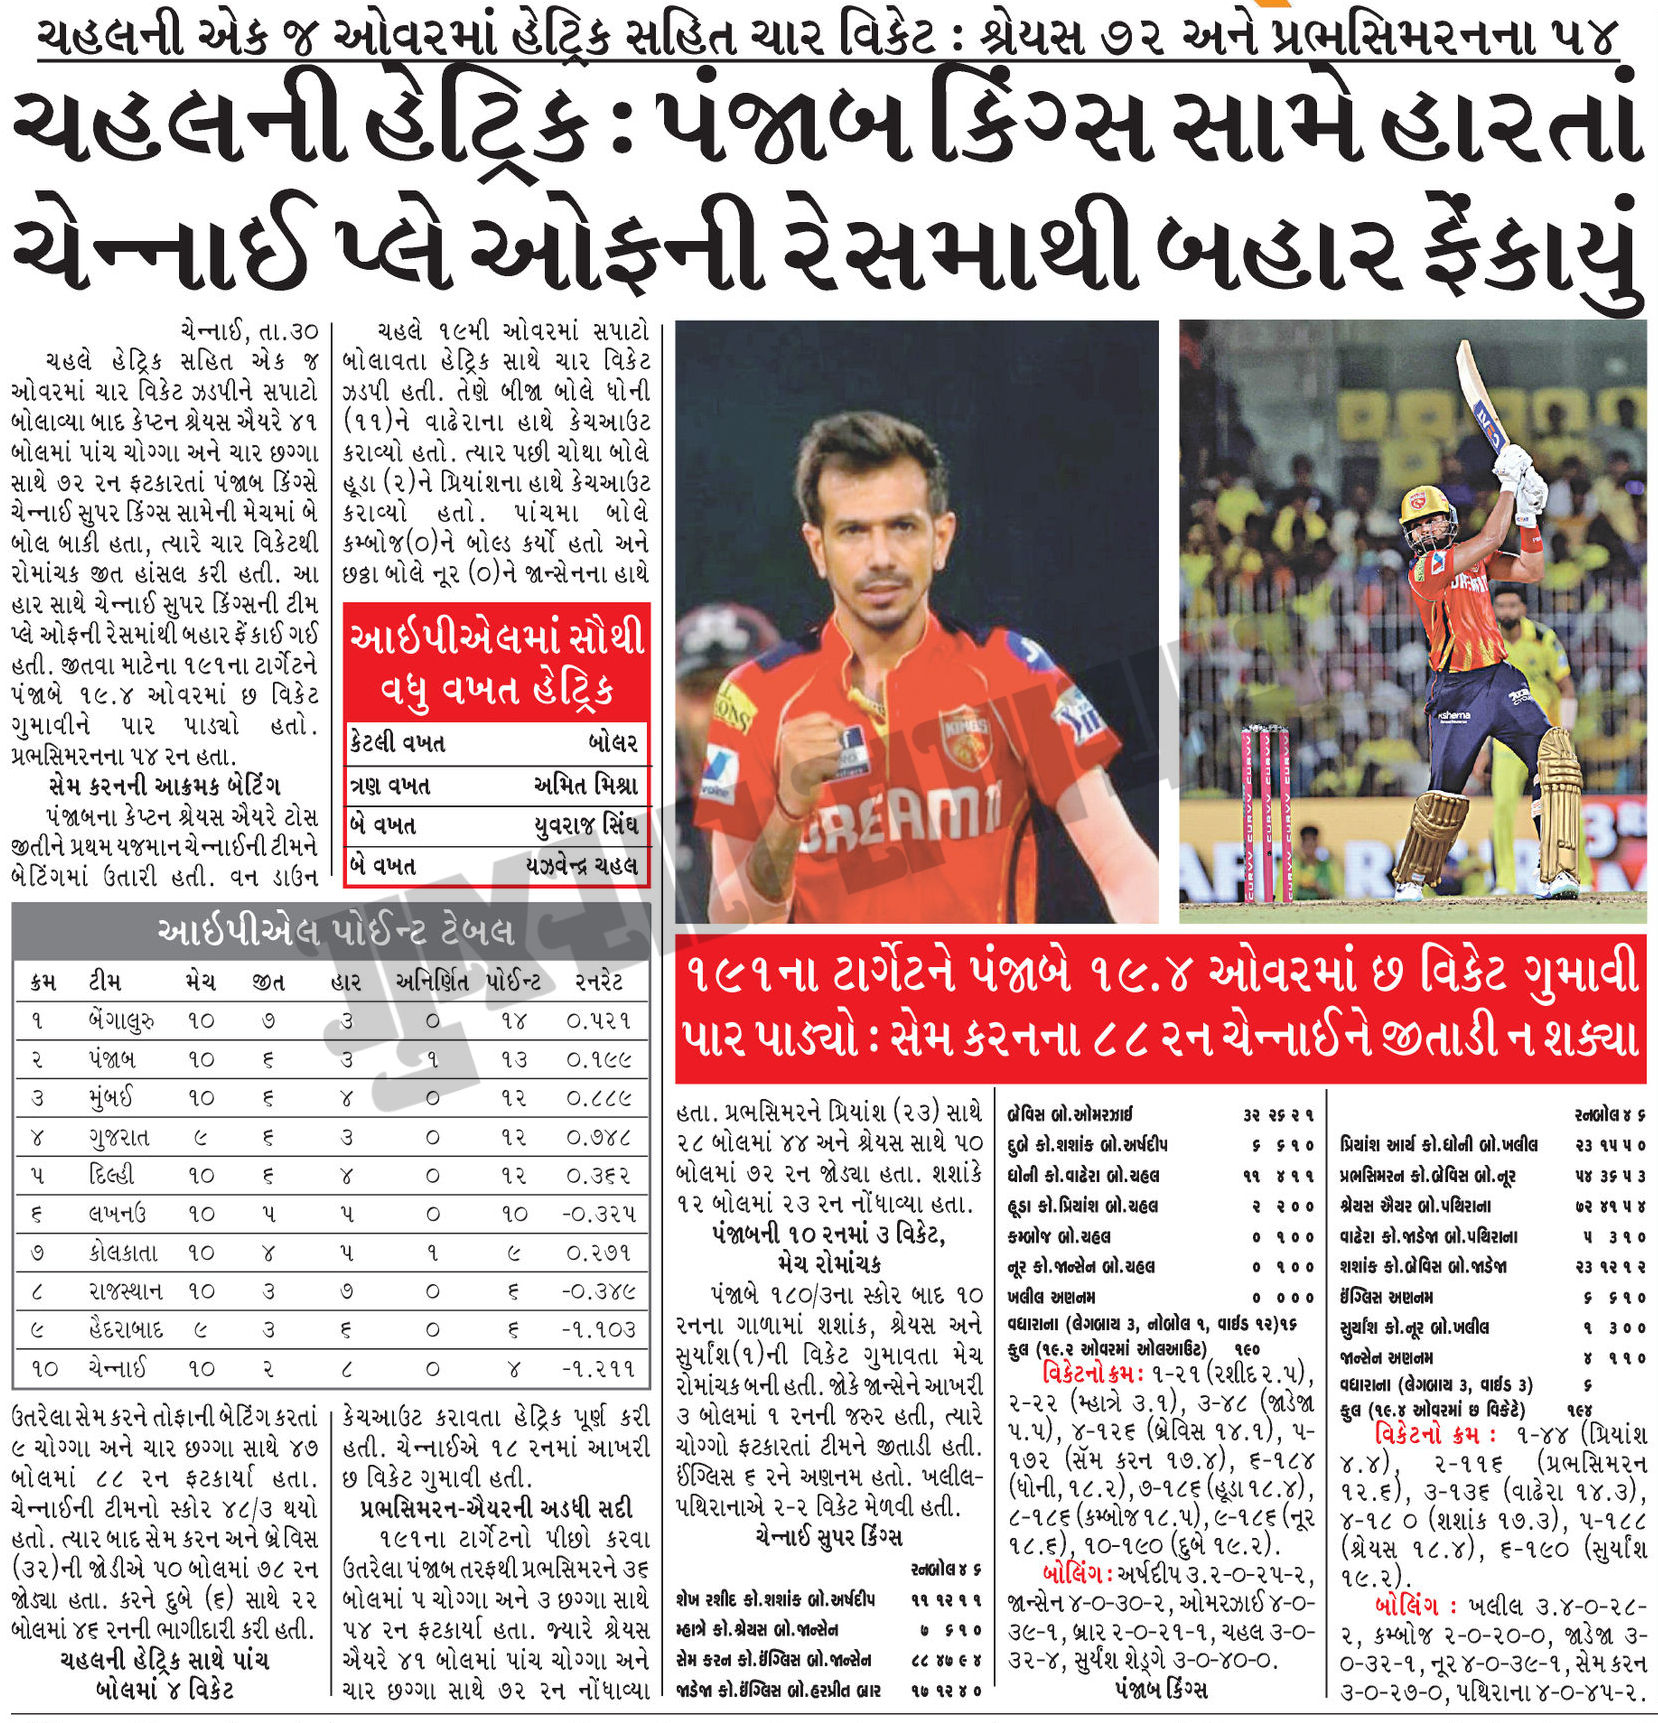 ચહલની એક જ ઓવરમાં હેટ્રિક સહિત ચાર વિકેટ : શ્રેયસ ૭૨ અને પ્રભસિમરનના ૫૪
ચહલની હેટ્રિક : પંજાબ કિંગ્સ સામે હારતાં
ચેન્નાઈ પ્લે ઓફની રેસમાથી બહાર ફેંકાયું
ચેન્નાઈ, તા.૩૦
ચહલે હેટ્રિક સહિત એક જ
ઓવરમાં ચાર વિકેટ ઝડપીને સપાટો
બોલાવ્યા બાદ કેપ્ટન શ્રેયસ ઐયરે ૪૧
બોલમાં પાંચ ચોગ્ગા અને ચાર છગ્ગા
સાથે ૭૨ રન ફટકારતાં પંજાબ કિંગ્સે
ચેન્નાઈ સુપર કિંગ્સ સામેની મેચમાં બે
બોલ બાકી હતા, ત્યારે ચાર વિકેટથી
રોમાંચક જીત હાંસલ કરી હતી. આ
હાર સાથે ચેન્નાઈ સુપર કિંગ્સની ટીમ
પ્લે ઓફની રેસમાંથી બહાર ફેંકાઈ ગઈ
હતી. જીતવા માટેના ૧૯૧ના ટાર્ગેટને
પંજાબે ૧૯.૪ ઓવરમાં છ વિકેટ
ગુમાવીને પાર પાડ્યો હતો.
પ્રભસિમરનના ૫૪ રન હતા.
સેમ કરનની આક્રમક બેટિંગ
પંજાબના કેપ્ટન શ્રેયસ ઐયરે ટોસ
જીતીને પ્રથમ યજમાન ચેન્નાઈની ટીમને
બેટિંગમાં ઉતારી હતી. વન ડાઉન
ચહલે ૧૯મી ઓવરમાં સપાટો
બોલાવતા હેટ્રિક સાથે ચાર વિકેટ
ઝડપી હતી. તેણે બીજા બોલે ધોની
(૧૧)ને વાઢેરાના હાથે કેચઆઉટ
કરાવ્યો હતો. ત્યાર પછી ચોથા બોલે
હૂડા (૨)ને પ્રિયાંશના હાથે કેચઆઉટ
કરાવ્યો હતો. પાંચમા બોલે
કમ્બોજ(૦)ને બોલ્ડ કર્યો હતો અને
છઠ્ઠા બોલે નૂર (૦)ને જાન્સેનના હાથે
આઇપીએલમાં સૌથી
વધુ વખત હેટ્રિક
કેટલી વખત બોલર
ત્રણ વખત અમિત મિશ્રા
બે વખત યુવરાજ સિંઘ
બે વખત યઝવેન્દ્ર ચહલ
DREAM11
KINGS
આઇપીએલ પોઈન્ટ ટેબલ
ક્રમ ટીમ મેચ જીત હાર અનિર્ણિત પોઈન્ટ રનરેટ
૧ બેંગાલુરુ ૧૦ ૭ ૩ ૦ ૧૪ ૦.૫૨૧
૨ પંજાબ ૧૦ ૬ ૩ ૧ ૧૩ ૦.૧૯૯
૩ મુંબઈ ૧૦ ૬ ૪ ૦ ૧૨ ૦.૮૮૯
૪ ગુજરાત ૯ ૬ ૩ ૦ ૧૨ ૦.૭૪૮
૫ દિલ્હી ૧૦ ૬ ૪ ૦ ૧૨ ૦.૩૬૨
૬ લખનઉ ૧૦ ૫ ૫ ૦ ૧૦ -૦.૩૨૫
૭ કોલકાતા ૧૦ ૪ ૫ ૧ ૯ ૦.૨૭૧
૮ રાજસ્થાન ૧૦ ૩ ૭ ૦ ૬ -૦.૩૪૯
૯ હૈદરાબાદ ૯ ૩ ૬ ૦ ૬ -૧.૧૦૩
૧૦ ચેન્નાઈ ૧૦ ૨ ૮ ૦ ૪ -૧.૨૧૧
ઉતરેલા સેમ કરને તોફાની બેટિંગ કરતાં
૯ ચોગ્ગા અને ચાર છગ્ગા સાથે ૪૭
બોલમાં ૮૮ રન ફટકાર્યા હતા.
ચેન્નાઈની ટીમનો સ્કોર ૪૮/૩ થયો
હતો. ત્યાર બાદ સેમ કરન અને બ્રેવિસ
(૩૨)ની જોડીએ ૫૦ બોલમાં ૭૮ રન
જોડ્યા હતા. કરને દુબે (૬) સાથે ૨૨
બોલમાં ૪૬ રનની ભાગીદારી કરી હતી.
ચહલની હેટ્રિક સાથે પાંચ
બોલમાં ૪ વિકેટ
કેચઆઉટ કરાવતા હેટ્રિક પૂર્ણ કરી
હતી. ચેન્નાઈએ ૧૮ રનમાં આખરી
છ વિકેટ ગુમાવી હતી.
પ્રભસિમરન-ઐયરની અડધી સદી
૧૯૧ના ટાર્ગેટનો પીછો કરવા
ઉતરેલા પંજાબ તરફથી પ્રભસિમરને ૩૬
બોલમાં ૫ ચોગ્ગા અને ૩ છગ્ગા સાથે
૫૪ રન ફટકાર્યા હતા. જ્યારે શ્રેયસ
ઐયરે ૪૧ બોલમાં પાંચ ચોગ્ગા અને
ચાર છગ્ગા સાથે ૭૨ રન નોંધાવ્યા
૧૯૧ના ટાર્ગેટને પંજાબે ૧૯.૪ ઓવરમાં છ વિકેટ ગુમાવી
પાર પાડ્યો : સેમ કરનના ૮૮ રન ચેન્નાઈને જીતાડી ન શક્યા
હતા. પ્રભસિમરને પ્રિયાંશ (૨૩) સાથે
૨૮ બોલમાં ૪૪ અને શ્રેયસ સાથે ૫૦
બોલમાં ૭૨ રન જોડ્યા હતા. શશાંકે
૧૨ બોલમાં ૨૩ રન નોંધાવ્યા હતા.
પંજાબની ૧૦ રનમાં ૩ વિકેટ,
મેચ રોમાંચક
પંજાબે ૧૮૦/૩ના સ્કોર બાદ ૧૦
રનના ગાળામાં શશાંક, શ્રેયસ અને
સુર્યાંશ(૧)ની વિકેટ ગુમાવતા મેચ
રોમાંચક બની હતી. જોકે જાન્સેને આખરી
૩ બોલમાં ૧ રનની જરુર હતી, ત્યારે
ચોગ્ગો ફટકારતાં ટીમને જીતાડી હતી.
ઈંગ્લિસ ૬ રને અણનમ હતો. ખલીલ-
પથિરાનાએ ૨-૨ વિકેટ મેળવી હતી.
ચેન્નાઈ સુપર કિંગ્સ
રનબોલ ૪ ૬
શેખ રશીદ કો.શશાંક બો.અર્ષદીપ ૧૧ ૧૨ ૧ ૧
મ્હાત્રે કો.શ્રેયસ બો.જાન્સેન ૭ ૬ ૧ ૦
સેમ કરન કો.ઈંગ્લિસ બો.જાન્સેન ૮૮ ૪૭ ૯ ૪
જાડેજા કો.ઈંગ્લિસ બો.હરપ્રીત બ્રાર ૧૭ ૧૨ ૪ ૦
બ્રેવિસ બો.ઓમરઝાઈ ૩૨ ૨૬ ૨ ૧
દુબે કો.શશાંક બો.અર્ષદીપ ૬ ૬ ૧ ૦
ધોની કો.વાઢેરા બો.ચહલ ૧૧ ૪ ૧ ૧
હૂડા કો.પ્રિયાંશ બો.ચહલ ૨ ૨ ૦ ૦
કમ્બોજ બો.ચહલ ૦ ૧ ૦ ૦
નૂર કો.જાન્સેન બો.ચહલ ૦ ૧ ૦ ૦
ખલીલ અણનમ ૦ ૦ ૦ ૦
વધારાના (લેગબાય ૩, નોબોલ ૧, વાઈડ ૧૨)૧૬
કુલ (૧૯.૨ ઓવરમાં ઓલઆઉટ) ૧૯૦
વિકેટનો ક્રમ: ૧-૨૧ (રશીદ ૨.૫),
૨-૨૨ (મ્હાત્રે ૩.૧), ૩-૪૮ (જાડેજા
૫.૫), ૪-૧૨૬ (બ્રેવિસ ૧૪.૧), ૫-
૧૭૨ (સૅમ કરન ૧૭.૪), ૬-૧૮૪
(ધોની, ૧૮.૨), ૭-૧૮૬ (હૂડા ૧૮.૪),
૮-૧૮૬ (કમ્બોજ ૧૮.૫), ૯-૧૮૬ (નૂર
૧૮.૬), ૧૦-૧૯૦ (દુબે ૧૯.૨).
બોલિંગ: અર્ષદીપ ૩.૨-૦-૨૫-૨,
જાન્સેન ૪-૦-૩૦-૨, ઓમરઝાઈ ૪-૦-
૩૯-૧, બ્રાર ૨-૦-૨૧-૧, ચહલ ૩-૦-
૩૨-૪, સુર્યંશ શેડ્ગે ૩-૦-૪૦-૦.
પંજાબ કિંગ્સ
રનબોલ ૪ ૬
પ્રિયાંશ આર્ય કો.ધોની બો.ખલીલ ૨૩ ૧૫ ૫ ૦
પ્રભસિમરન કો.બ્રેવિસ બો.નૂર ૫૪ ૩૬ ૫ ૩
શ્રેયસ ઐયર બો.પથિરાના ૭૨ ૪૧ ૫ ૪
વાઢેરા કો.જાડેજા બો.પથિરાના ૫ ૩ ૧ ૦
શશાંક કો.બ્રેવિસ બો.જાડેજા ૨૩ ૧૨ ૧ ૨
ઈંગ્લિસ અણનમ ૬ ૬ ૧ ૦
સુર્યાંશ કો.નૂર બો.ખલીલ ૧ ૩ ૦ ૦
જાન્સેન અણનમ ૪ ૧ ૧ ૦
વધારાના (લેગબાય ૩, વાઈડ ૩) ૬
કુલ (૧૯.૪ ઓવરમાં છ વિકેટે) ૧૯૪
વિકેટનો ક્રમ : ૧-૪૪ (પ્રિયાંશ
૪.૪), ૨-૧૧૬ (પ્રભસિમરન
૧૨.૬), ૩-૧૩૬ (વાઢેરા ૧૪.૩),
૪-૧૮ ૦ (શશાંક ૧૭.૩), ૫-૧૮૮
(શ્રેયસ ૧૮.૪), ૬-૧૯૦ (સુર્યાંશ
૧૯.૨).
બોલિંગ : ખલીલ ૩.૪-૦-૨૮-
૨, કમ્બોજ ૨-૦-૨૦-૦, જાડેજા ૩-
૦-૩૨-૧, નૂર ૪-૦-૩૯-૧, સેમ કરન
૩-૦-૨૭-૦, પથિરાના ૪-૦-૪૫-૨.